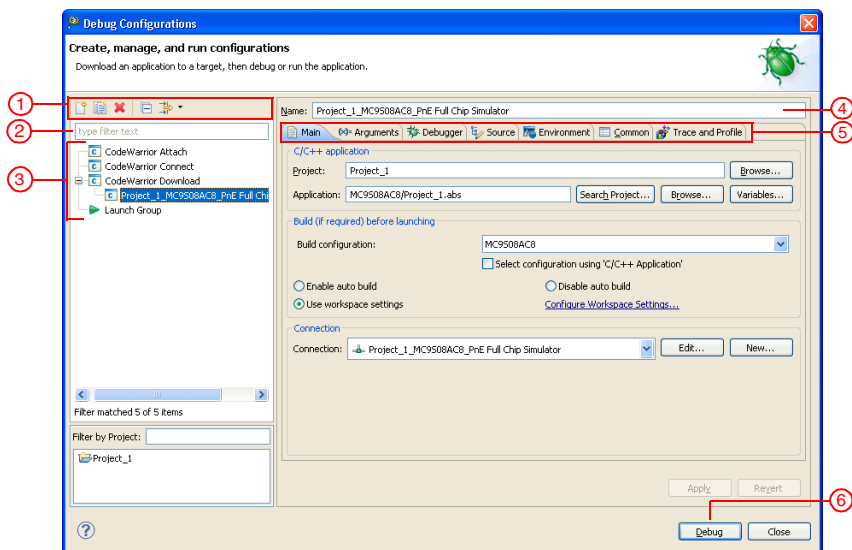 Debug Configurations
Create, manage, and run configurations
Download an application to a target, then debug or run the application.
1
2
type filter text
3
CodeWarrior Attach
CodeWarrior Connect
CodeWarrior Download
Project_1_MC9508AC8_PnE Full Chi
Launch Group
Filter matched 5 of 5 items
Filter by Project:
Project_1
Name: Project_1_MC9508AC8_PnE Full Chip Simulator
4
Main Arguments Debugger Source Environment Common Trace and Profile
5
C/C++ application
Project: Project_1 Browse...
Application: MC9508AC8/Project_1.abs Search Project... Browse... Variables...
Build (if required) before launching
Build configuration: MC9508AC8
Select configuration using 'C/C++ Application'
Enable auto build Disable auto build
Use workspace settings Configure Workspace Settings...
Connection
Connection: Project_1_MC9508AC8_PnE Full Chip Simulator Edit... New...
Apply Revert
6
? Debug Close